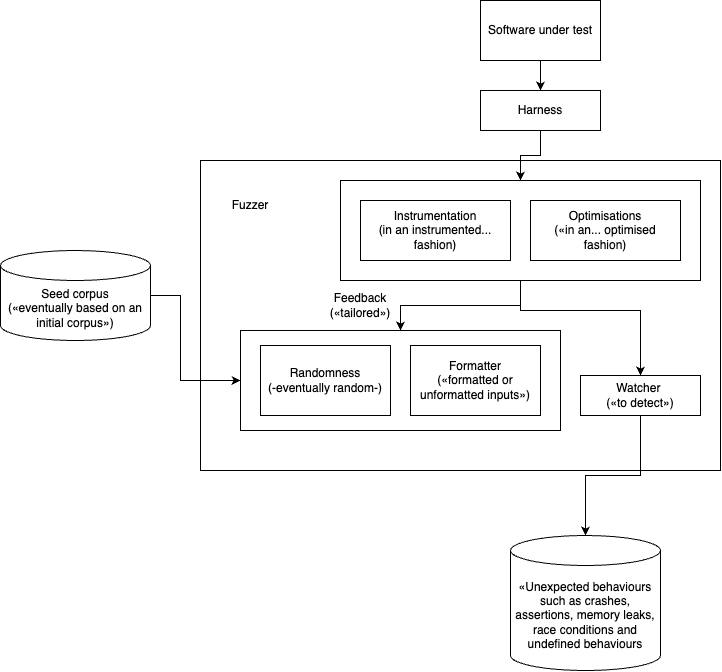 Software under test
Harness
Fuzzer
Instrumentation
(in an instrumented...
fashion)
Optimisations
(«in an... optimised
fashion)
Seed corpus
(«eventually based on an
initial corpus»)
Feedback
(«tailored»)
Randomness
(-eventually random-)
Formatter
(«formatted or
unformatted inputs»)
Watcher
(«to detect»)
«Unexpected behaviours
such as crashes,
assertions, memory leaks,
race conditions and
undefined behaviours